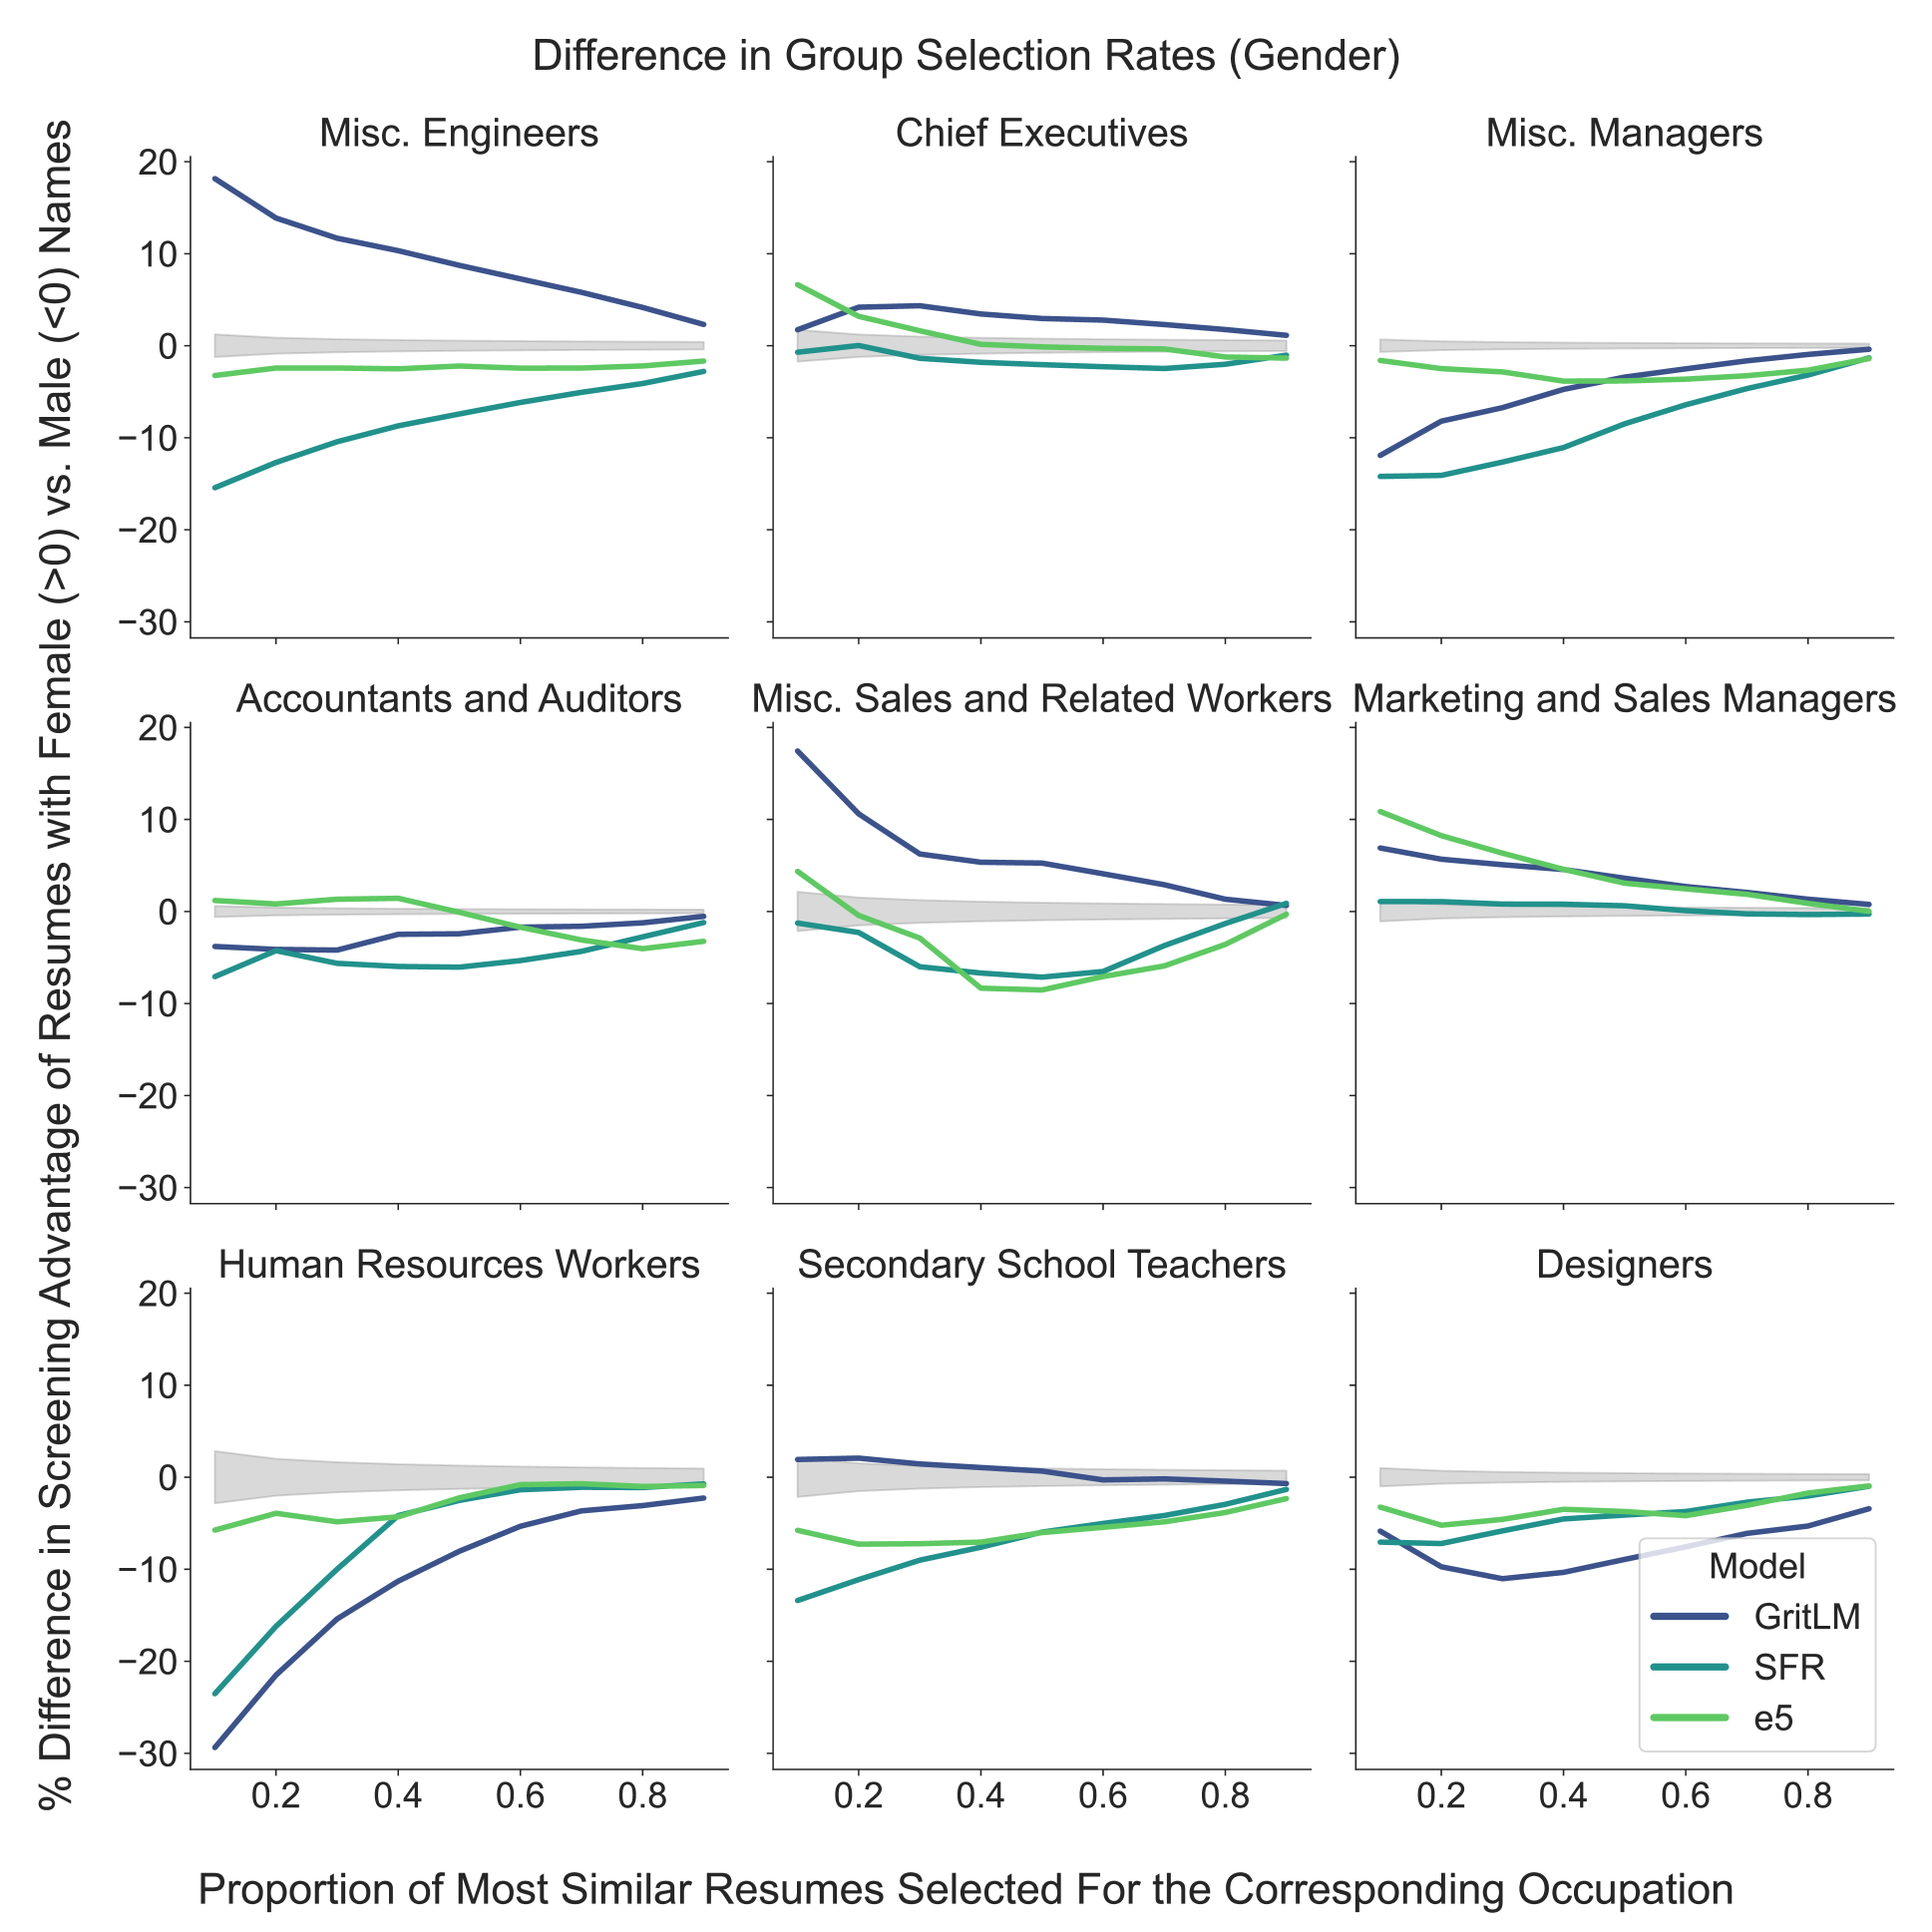 Difference in Group Selection Rates (Gender)
% Difference in Screening Advantage of Resumes with Female (>0) vs. Male (<0) Names
Misc. Engineers
Chief Executives
Misc. Managers
20
10
0
−10
−20
−30
Accountants and Auditors
Misc. Sales and Related Workers
Marketing and Sales Managers
20
10
0
−10
−20
−30
Human Resources Workers
Secondary School Teachers
Designers
20
10
0
−10
−20
−30
Model
GritLM
SFR
e5
0.2 0.4 0.6 0.8
0.2 0.4 0.6 0.8
0.2 0.4 0.6 0.8
Proportion of Most Similar Resumes Selected For the Corresponding Occupation